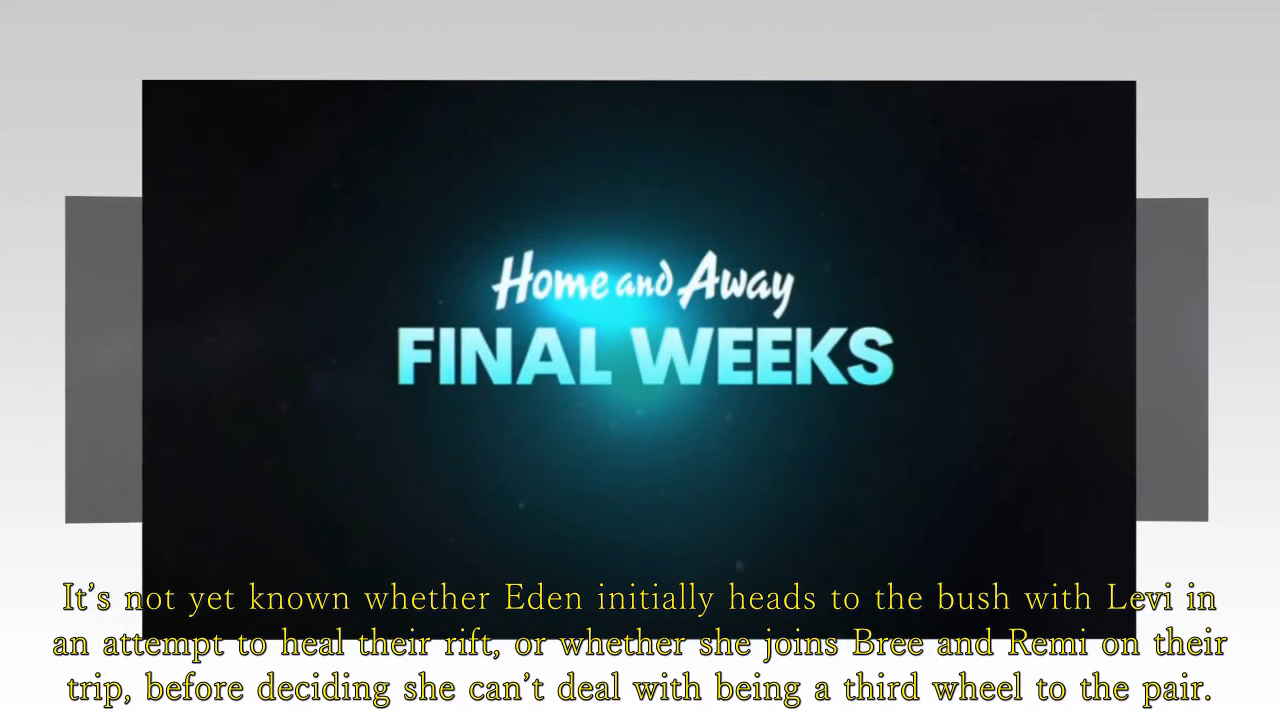 Home and Away
FINAL WEEKS
It’s not yet known whether Eden initially heads to the bush with Levi in
an attempt to heal their rift, or whether she joins Bree and Remi on their
trip, before deciding she can’t deal with being a third wheel to the pair.